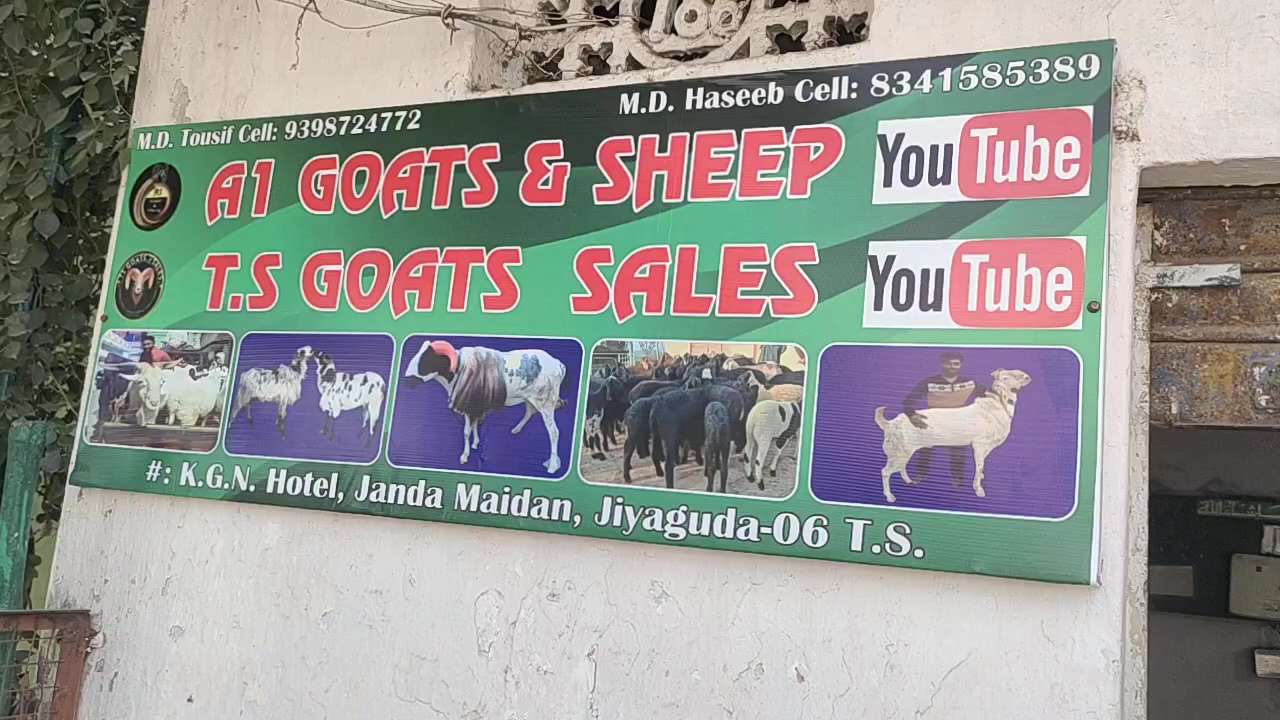 M.D. Tousif Cell: 9398724772
M.D. Haseeb Cell: 8341585389
A1 GOATS & SHEEP
YouTube
T.S GOATS SALES
YouTube
#: K.G.N. Hotel, Janda Maidan, Jiyaguda-06 T.S.